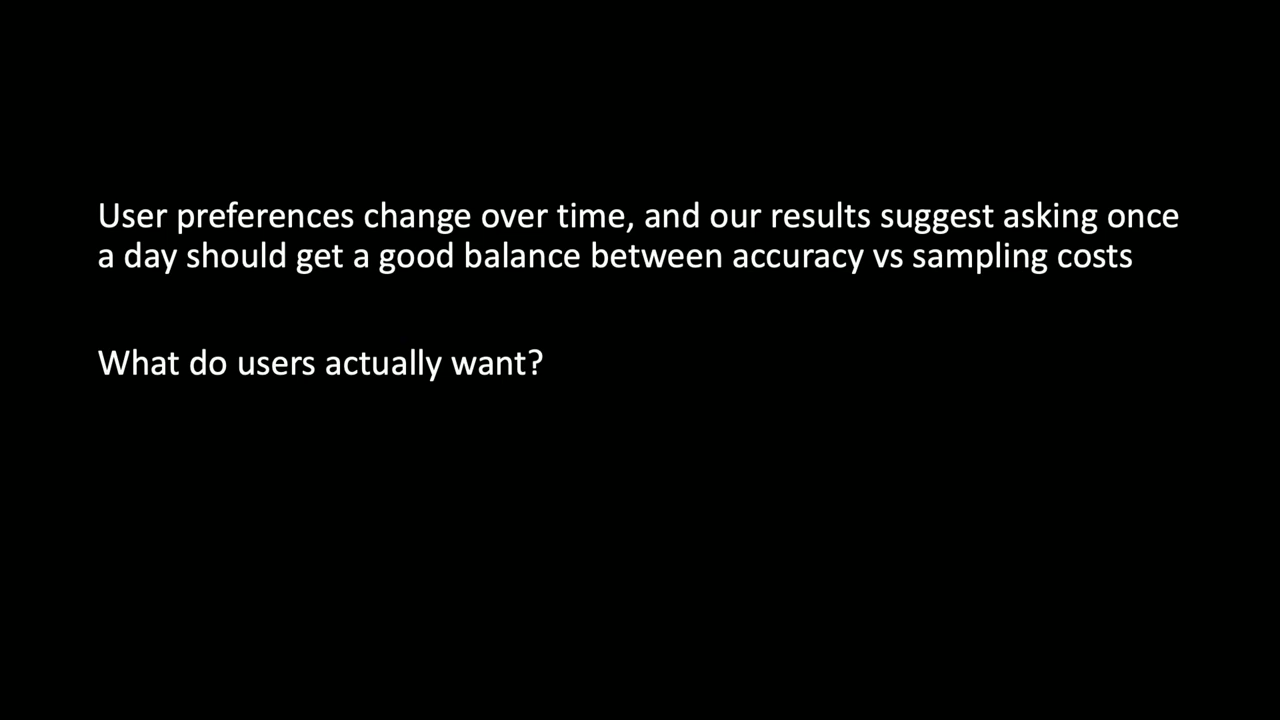 User preferences change over time, and our results suggest asking once
a day should get a good balance between accuracy vs sampling costs
What do users actually want?